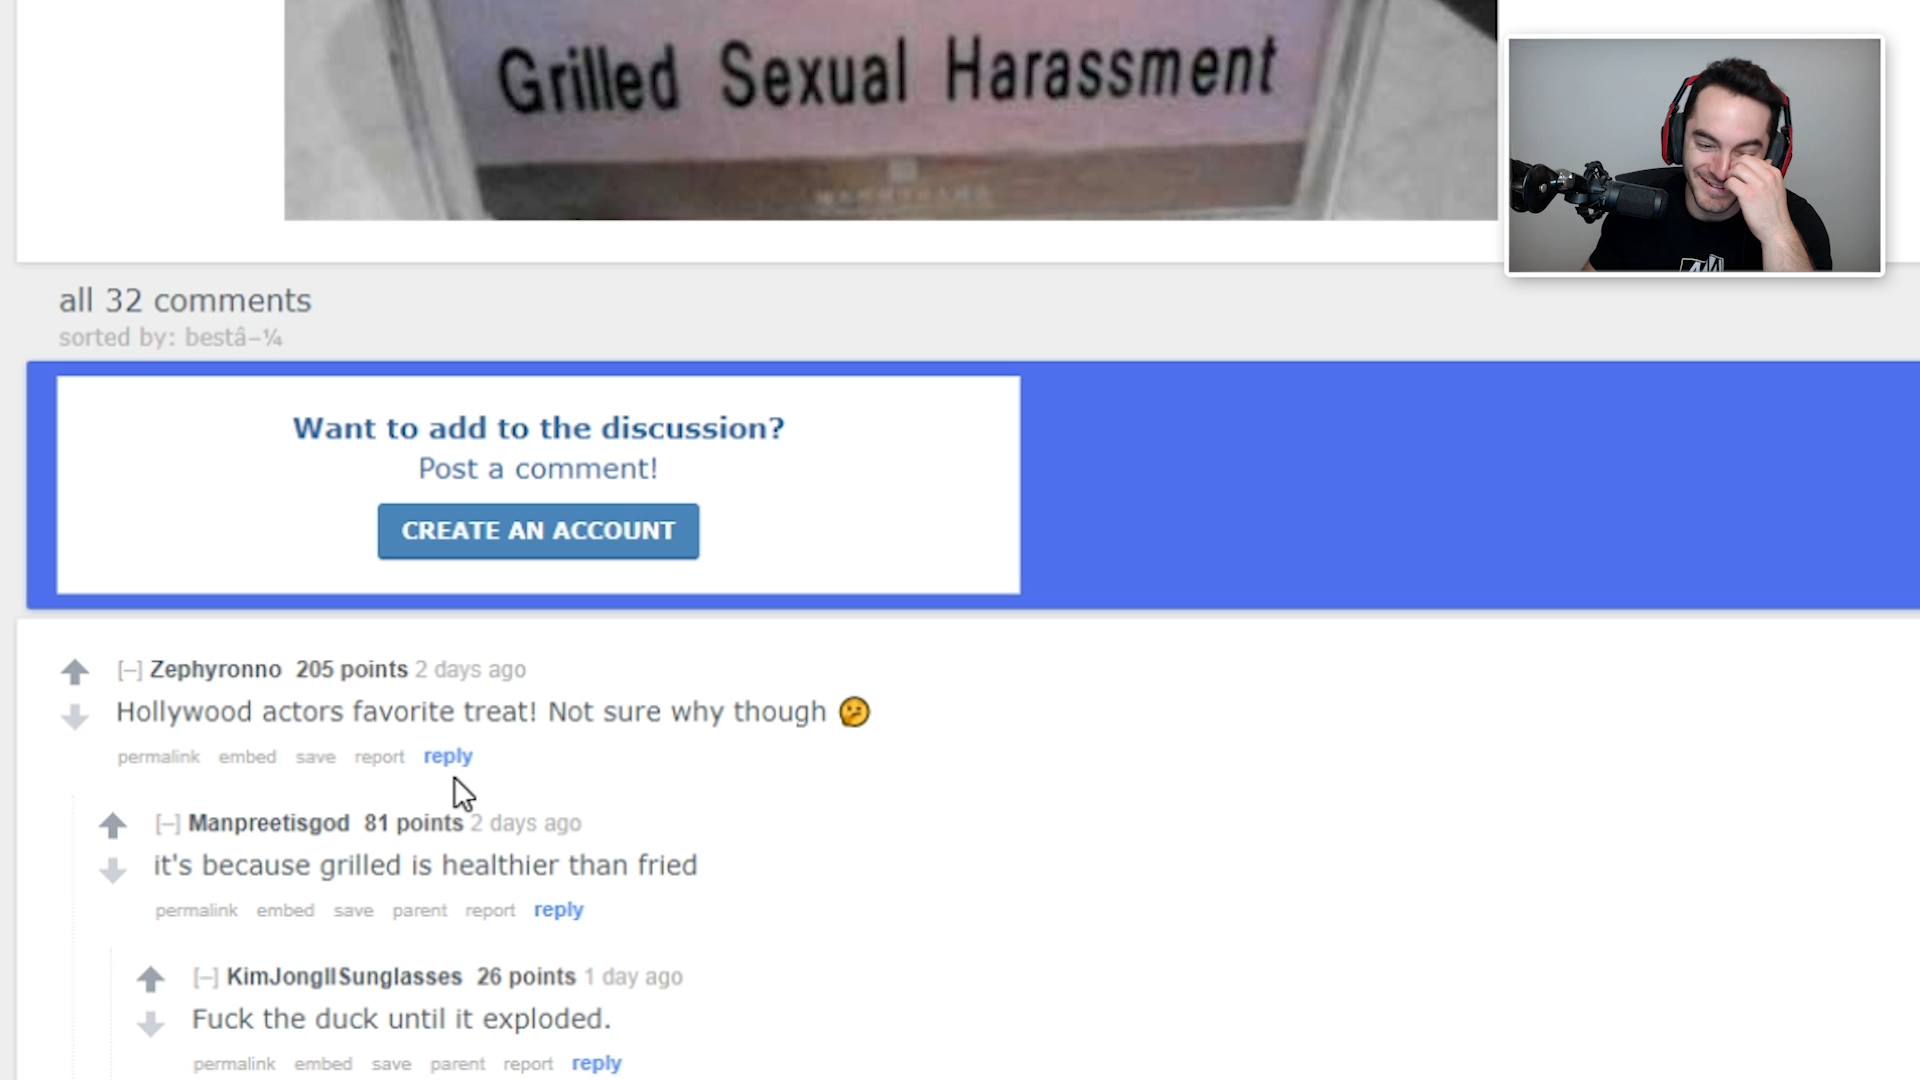 Grilled Sexual Harassment
all 32 comments
sorted by: bestâ–¼
Want to add to the discussion?
Post a comment!
CREATE AN ACCOUNT
[–] Zephyronno 205 points 2 days ago
Hollywood actors favorite treat! Not sure why though 🤔
permalink embed save report reply
[–] Manpreetisgod 81 points 2 days ago
it's because grilled is healthier than fried
permalink embed save parent report reply
[–] KimJongIlSunglasses 26 points 1 day ago
Fuck the duck until it exploded.
permalink embed save parent report reply